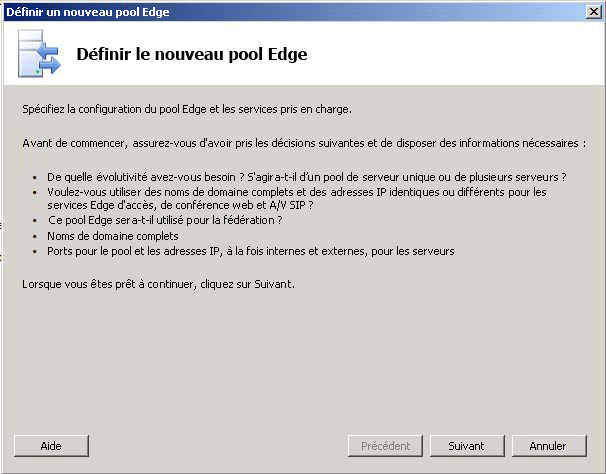 Définir un nouveau pool Edge
Définir le nouveau pool Edge
Spécifiez la configuration du pool Edge et les services pris en charge.
Avant de commencer, assurez-vous d'avoir pris les décisions suivantes et de disposer des informations nécessaires :
• De quelle évolutivité avez-vous besoin ? S'agira-t-il d'un pool de serveur unique ou de plusieurs serveurs ?
• Voulez-vous utiliser des noms de domaine complets et des adresses IP identiques ou différents pour les
services Edge d'accès, de conférence web et A/V SIP ?
• Ce pool Edge sera-t-il utilisé pour la fédération ?
• Noms de domaine complets
• Ports pour le pool et les adresses IP, à la fois internes et externes, pour les serveurs
Lorsque vous êtes prêt à continuer, cliquez sur Suivant.
Aide
Précédent
Suivant
Annuler